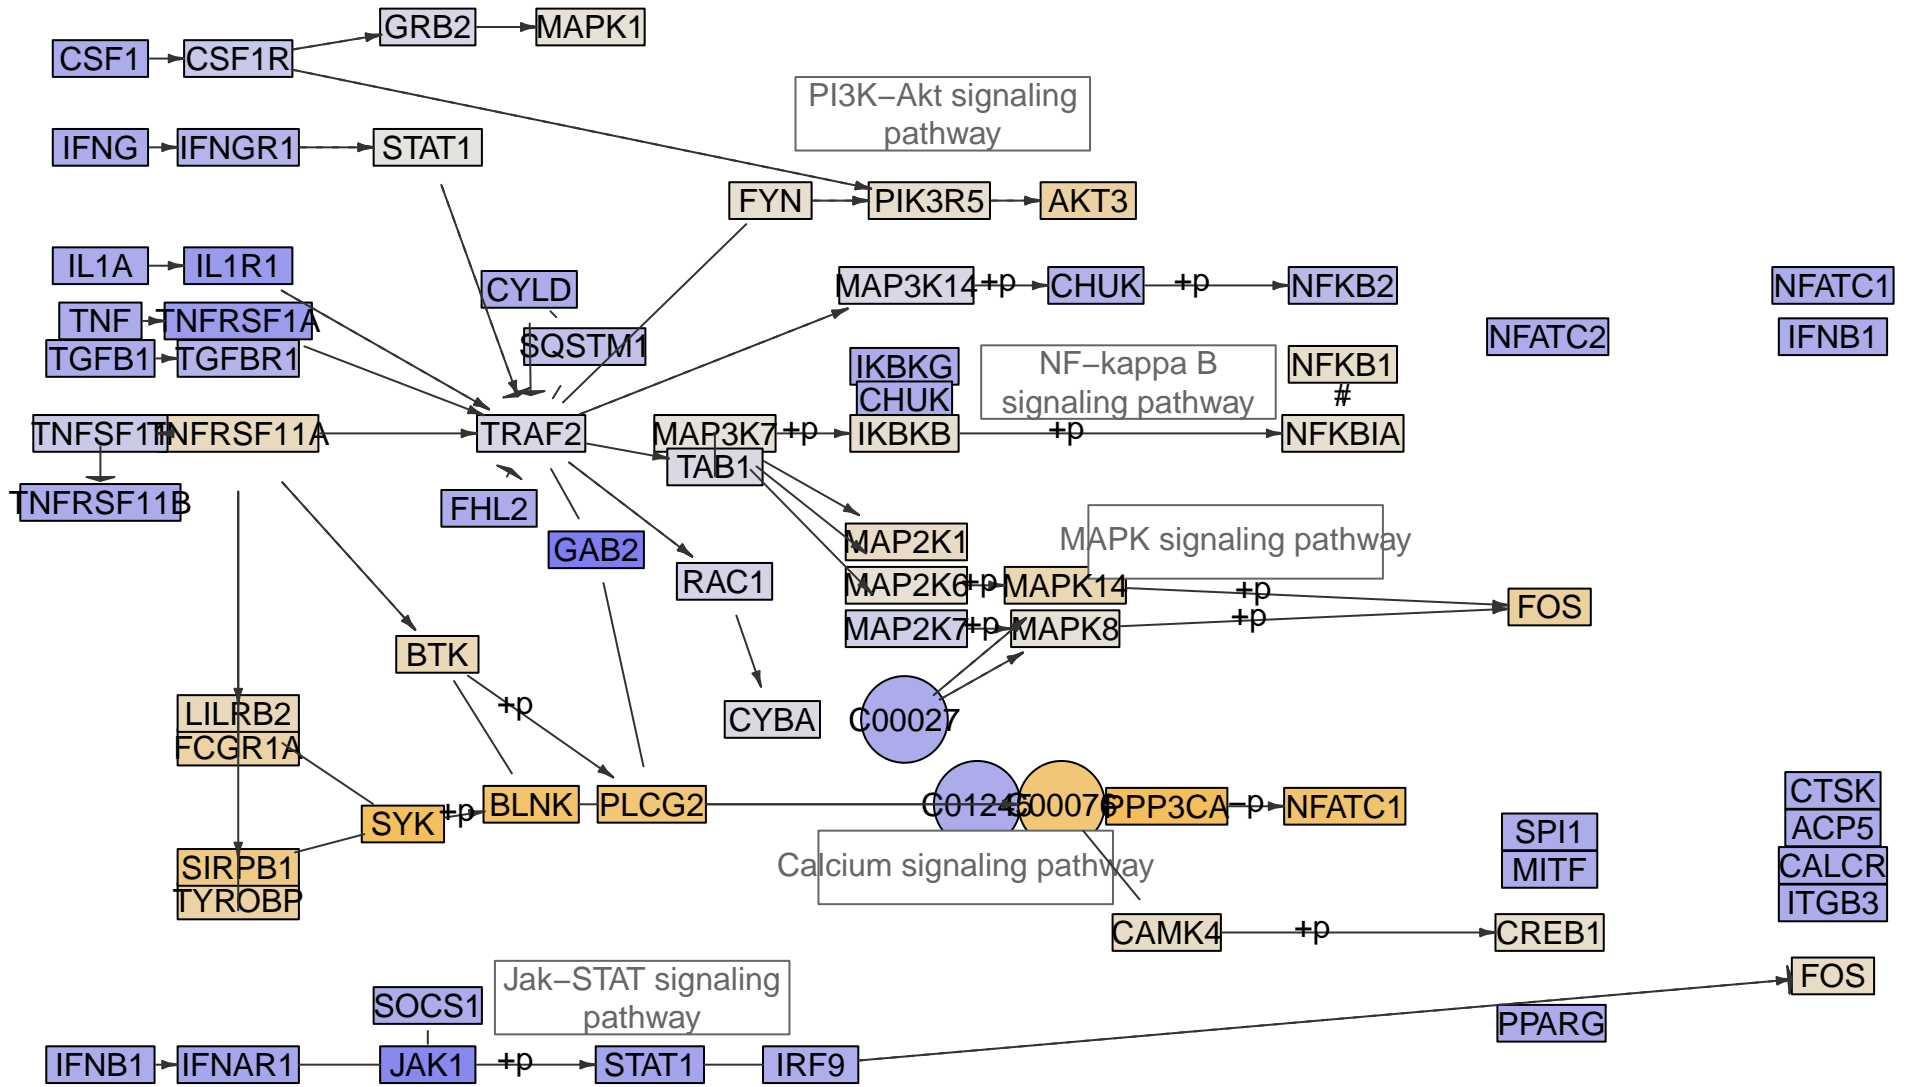 GRB2
MAPK1
CSF1
CSF1R
PI3K−Akt signaling
pathway
IFNG
IFNGR1
STAT1
FYN
PIK3R5
AKT3
IL1A
IL1R1
CYLD
MAP3K14
+p
CHUK
+p
NFKB2
NFATC1
TNF
TNFRSF1A
SQSTM1
NFATC2
IFNB1
TGFB1
TGFBR1
IKBKG
NF−kappa B
signaling pathway
NFKB1
#
CHUK
TNFSF11
TNFRSF11A
TRAF2
MAP3K7
+p
IKBKB
+p
NFKBIA
TAB1
TNFRSF11B
FHL2
GAB2
MAP2K1
MAPK signaling pathway
RAC1
MAP2K6
+p
MAPK14
+p
FOS
MAP2K7
+p
MAPK8
+p
BTK
+p
LILRB2
FCGR1A
CYBA
C00027
SYK
+p
BLNK
PLCG2
C01245
C00076
PPP3CA
−p
NFATC1
CTSK
SPI1
ACP5
SIRPB1
Calcium signaling pathway
MITF
CALCR
TYROBP
ITGB3
CAMK4
+p
CREB1
Jak−STAT signaling
pathway
FOS
SOCS1
PPARG
IFNB1
IFNAR1
JAK1
+p
STAT1
IRF9